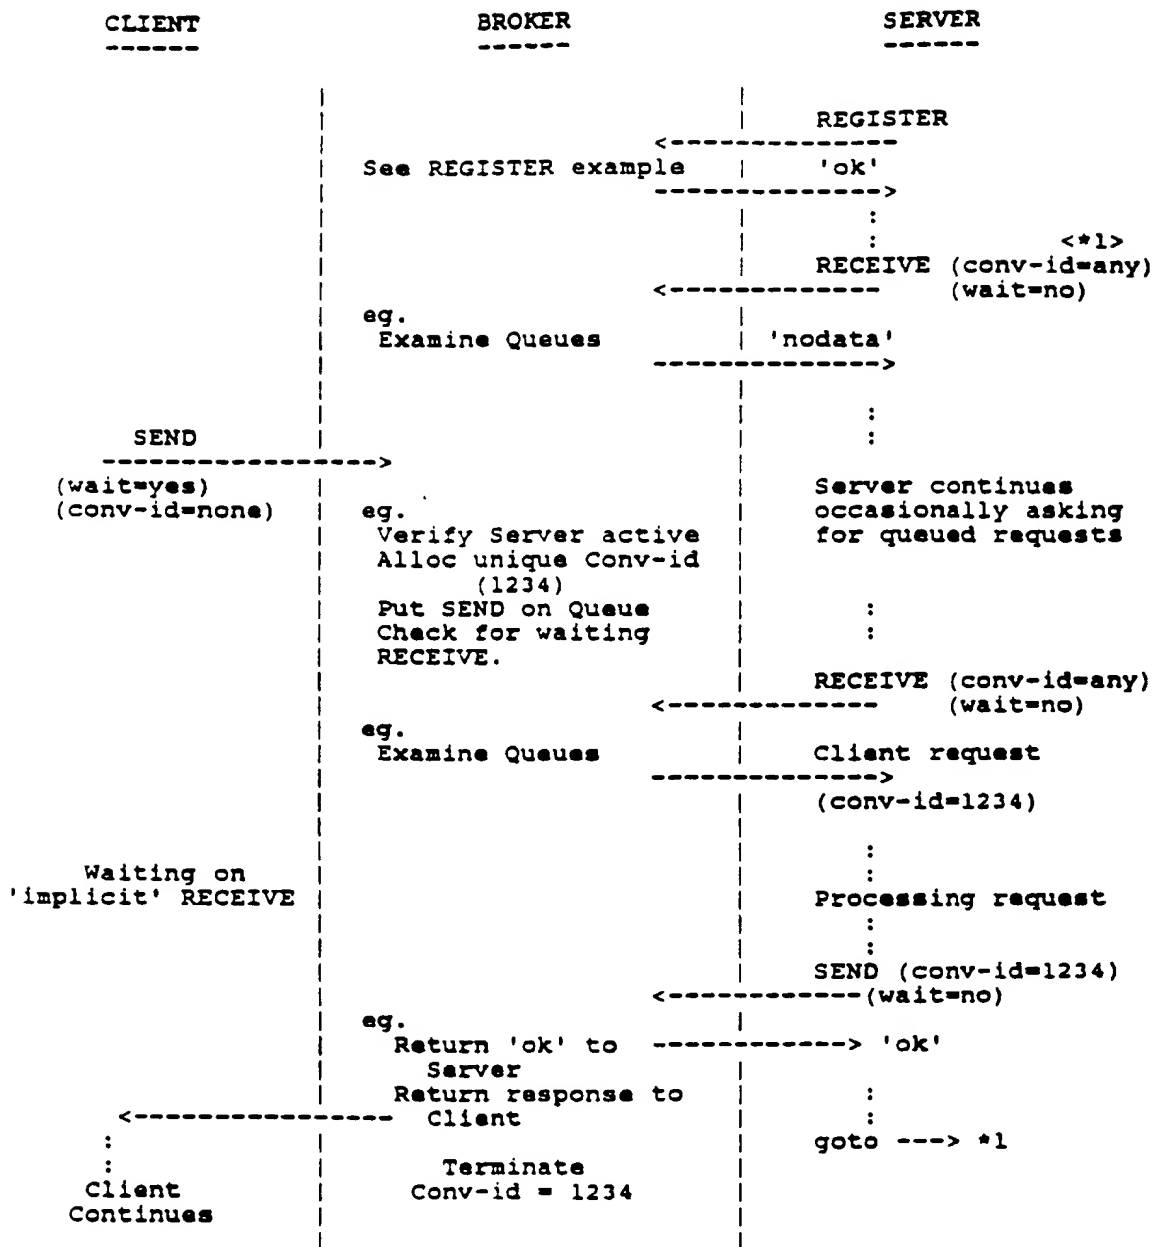 CLIENT BROKER SERVER
------ ------ ------
REGISTER
<---------------
See REGISTER example 'ok'
--------------->
:
: <*1>
RECEIVE (conv-id=any)
<-------------- (wait=no)
eg.
Examine Queues 'nodata'
--------------->
:
SEND :
----------------->
(wait=yes) Server continues
(conv-id=none) eg. occasionally asking
Verify Server active for queued requests
Alloc unique Conv-id
(1234)
Put SEND on Queue :
Check for waiting :
RECEIVE.
RECEIVE (conv-id=any)
<------------- (wait=no)
eg.
Examine Queues Client request
--------------->
(conv-id=1234)
:
Waiting on :
'implicit' RECEIVE Processing request
:
:
SEND (conv-id=1234)
<-------------(wait=no)
eg.
Return 'ok' to ------------> 'ok'
Server
Return response to :
<---------------- Client :
: goto ---> *1
: Terminate
Client Conv-id = 1234
Continues